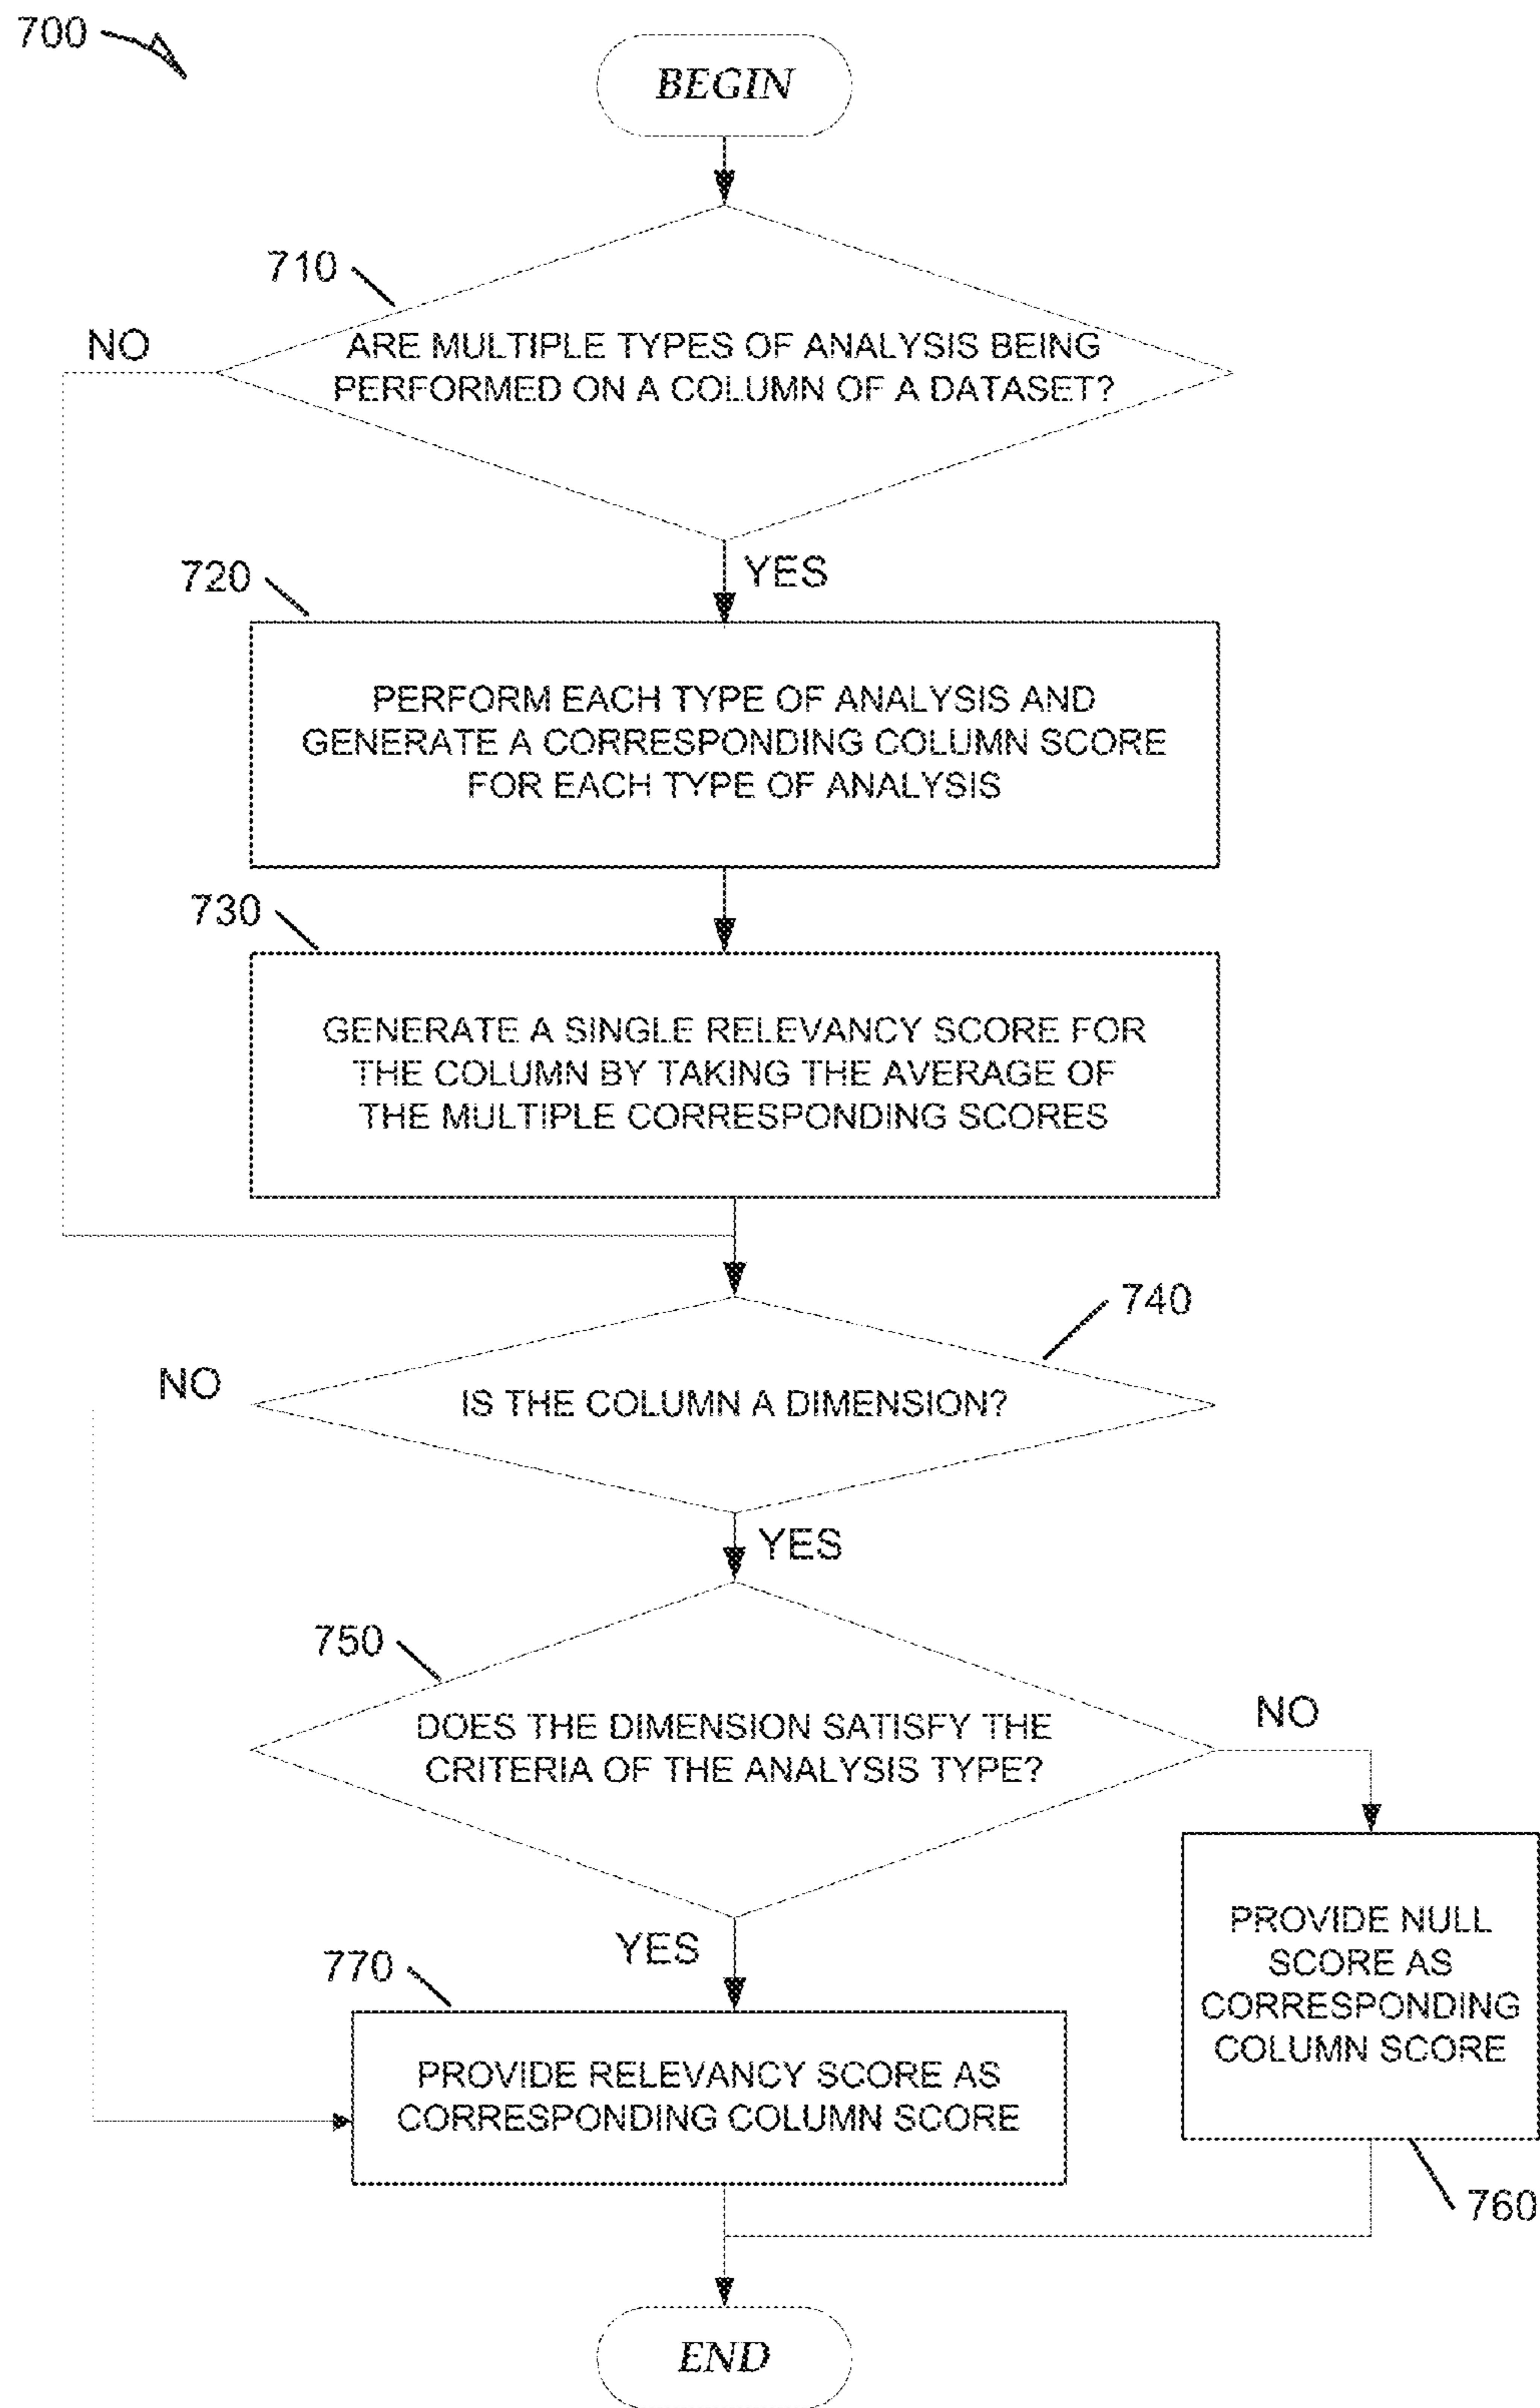 700
BEGIN
710
NO
ARE MULTIPLE TYPES OF ANALYSIS BEING
PERFORMED ON A COLUMN OF A DATASET?
YES
720
PERFORM EACH TYPE OF ANALYSIS AND
GENERATE A CORRESPONDING COLUMN SCORE
FOR EACH TYPE OF ANALYSIS
730
GENERATE A SINGLE RELEVANCY SCORE FOR
THE COLUMN BY TAKING THE AVERAGE OF
THE MULTIPLE CORRESPONDING SCORES
740
NO
IS THE COLUMN A DIMENSION?
YES
750
DOES THE DIMENSION SATISFY THE
CRITERIA OF THE ANALYSIS TYPE?
NO
YES
PROVIDE NULL
SCORE AS
CORRESPONDING
COLUMN SCORE
770
PROVIDE RELEVANCY SCORE AS
CORRESPONDING COLUMN SCORE
760
END